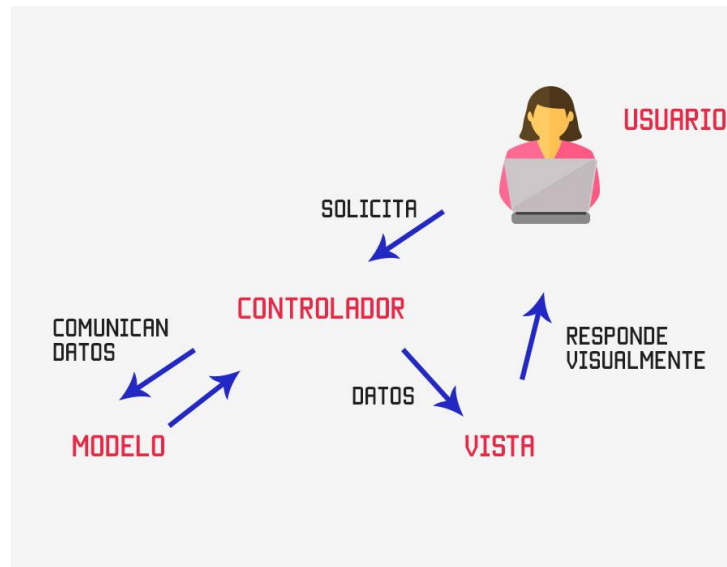 USUARIO
SOLICITA
CONTROLADOR
COMUNICAN
DATOS
RESPONDE
VISUALMENTE
DATOS
MODELO
VISTA